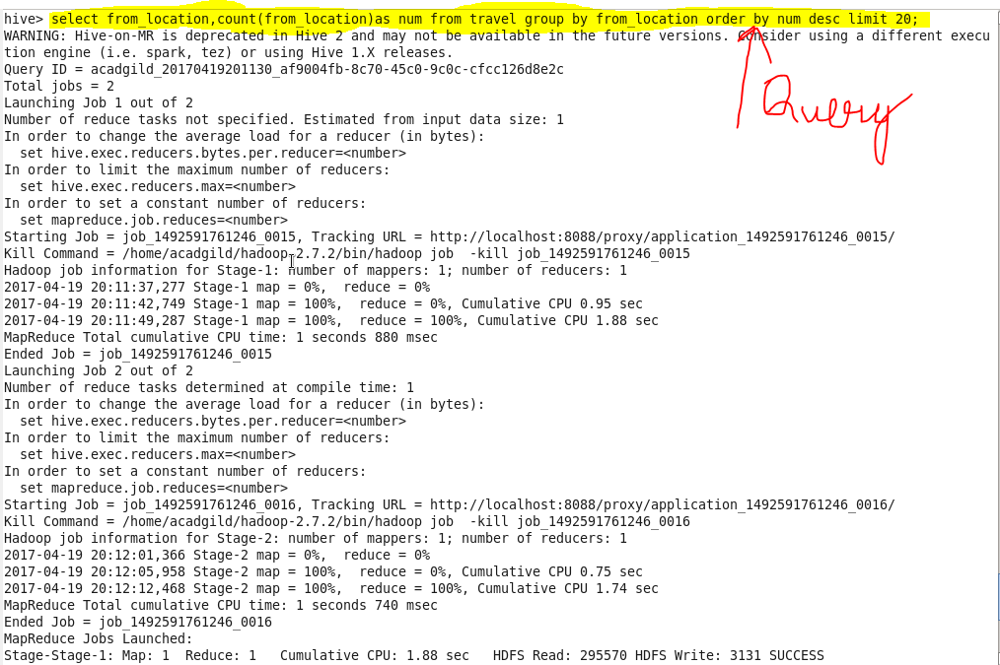 hive> select from_location,count(from_location)as num from travel group by from_location order by num desc limit 20;
WARNING: Hive-on-MR is deprecated in Hive 2 and may not be available in the future versions. Consider using a different execu
tion engine (i.e. spark, tez) or using Hive 1.X releases.
Query ID = acadgild_20170419201130_af9004fb-8c70-45c0-9c0c-cfcc126d8e2c
Total jobs = 2
Launching Job 1 out of 2
Number of reduce tasks not specified. Estimated from input data size: 1
In order to change the average load for a reducer (in bytes):
  set hive.exec.reducers.bytes.per.reducer=<number>
In order to limit the maximum number of reducers:
  set hive.exec.reducers.max=<number>
In order to set a constant number of reducers:
  set mapreduce.job.reduces=<number>
Starting Job = job_1492591761246_0015, Tracking URL = http://localhost:8088/proxy/application_1492591761246_0015/
Kill Command = /home/acadgild/hadoop-2.7.2/bin/hadoop job  -kill job_1492591761246_0015
Hadoop job information for Stage-1: number of mappers: 1; number of reducers: 1
2017-04-19 20:11:37,277 Stage-1 map = 0%,  reduce = 0%
2017-04-19 20:11:42,749 Stage-1 map = 100%,  reduce = 0%, Cumulative CPU 0.95 sec
2017-04-19 20:11:49,287 Stage-1 map = 100%,  reduce = 100%, Cumulative CPU 1.88 sec
MapReduce Total cumulative CPU time: 1 seconds 880 msec
Ended Job = job_1492591761246_0015
Launching Job 2 out of 2
Number of reduce tasks determined at compile time: 1
In order to change the average load for a reducer (in bytes):
  set hive.exec.reducers.bytes.per.reducer=<number>
In order to limit the maximum number of reducers:
  set hive.exec.reducers.max=<number>
In order to set a constant number of reducers:
  set mapreduce.job.reduces=<number>
Starting Job = job_1492591761246_0016, Tracking URL = http://localhost:8088/proxy/application_1492591761246_0016/
Kill Command = /home/acadgild/hadoop-2.7.2/bin/hadoop job  -kill job_1492591761246_0016
Hadoop job information for Stage-2: number of mappers: 1; number of reducers: 1
2017-04-19 20:12:01,366 Stage-2 map = 0%,  reduce = 0%
2017-04-19 20:12:05,958 Stage-2 map = 100%,  reduce = 0%, Cumulative CPU 0.75 sec
2017-04-19 20:12:12,468 Stage-2 map = 100%,  reduce = 100%, Cumulative CPU 1.74 sec
MapReduce Total cumulative CPU time: 1 seconds 740 msec
Ended Job = job_1492591761246_0016
MapReduce Jobs Launched:
Stage-Stage-1: Map: 1  Reduce: 1   Cumulative CPU: 1.88 sec   HDFS Read: 295570 HDFS Write: 3131 SUCCESS
Query